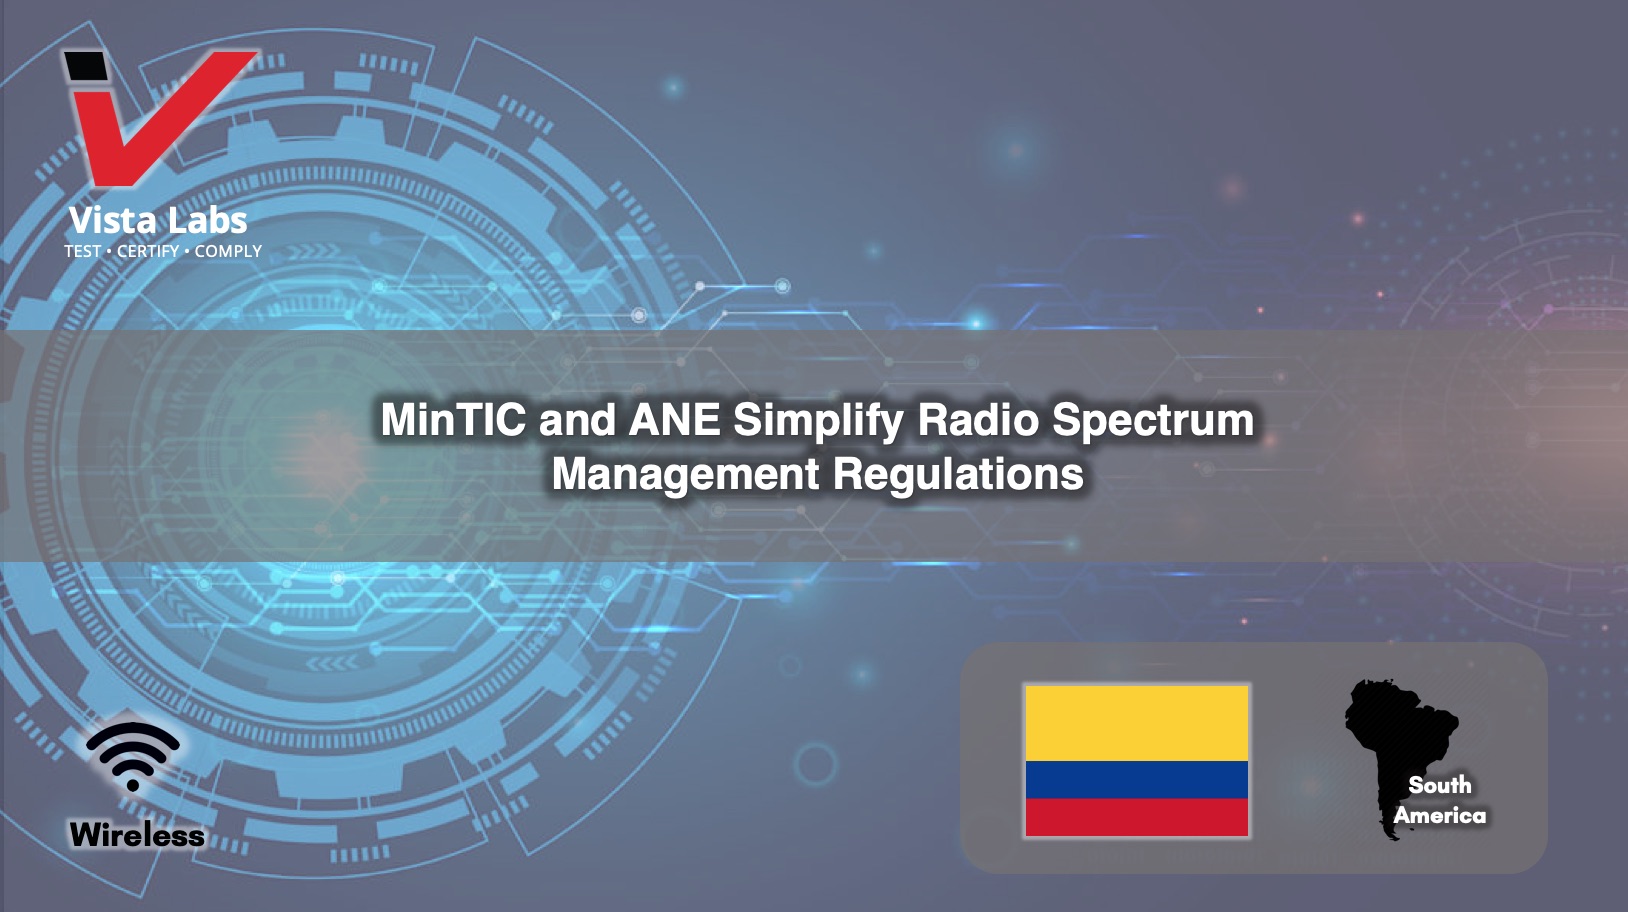 Vista Labs
TEST • CERTIFY • COMPLY
MinTIC and ANE Simplify Radio Spectrum
Management Regulations
Wireless
South
America